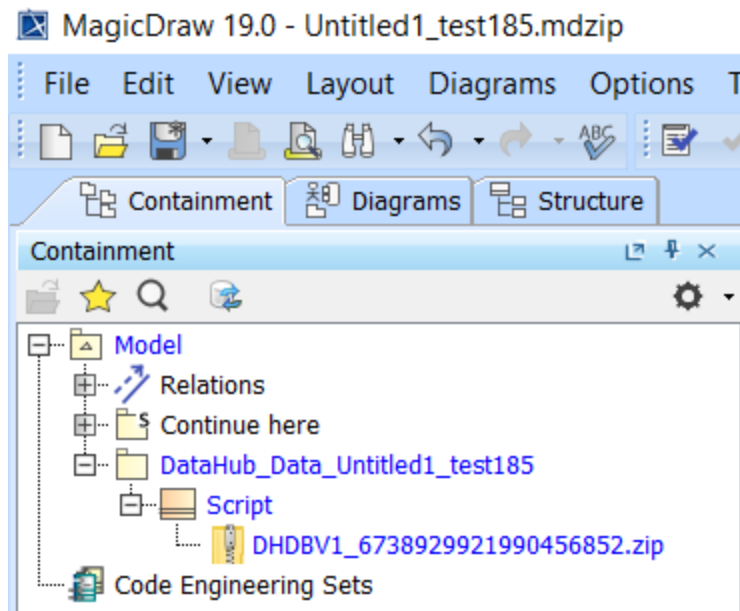 MagicDraw 19.0 - Untitled1_test185.mdzip
File Edit View Layout Diagrams Options T
ABC
Containment Diagrams Structure
Containment
Model
Relations
S Continue here
DataHub_Data_Untitled1_test185
Script
DHDBV1_6738929921990456852.zip
Code Engineering Sets